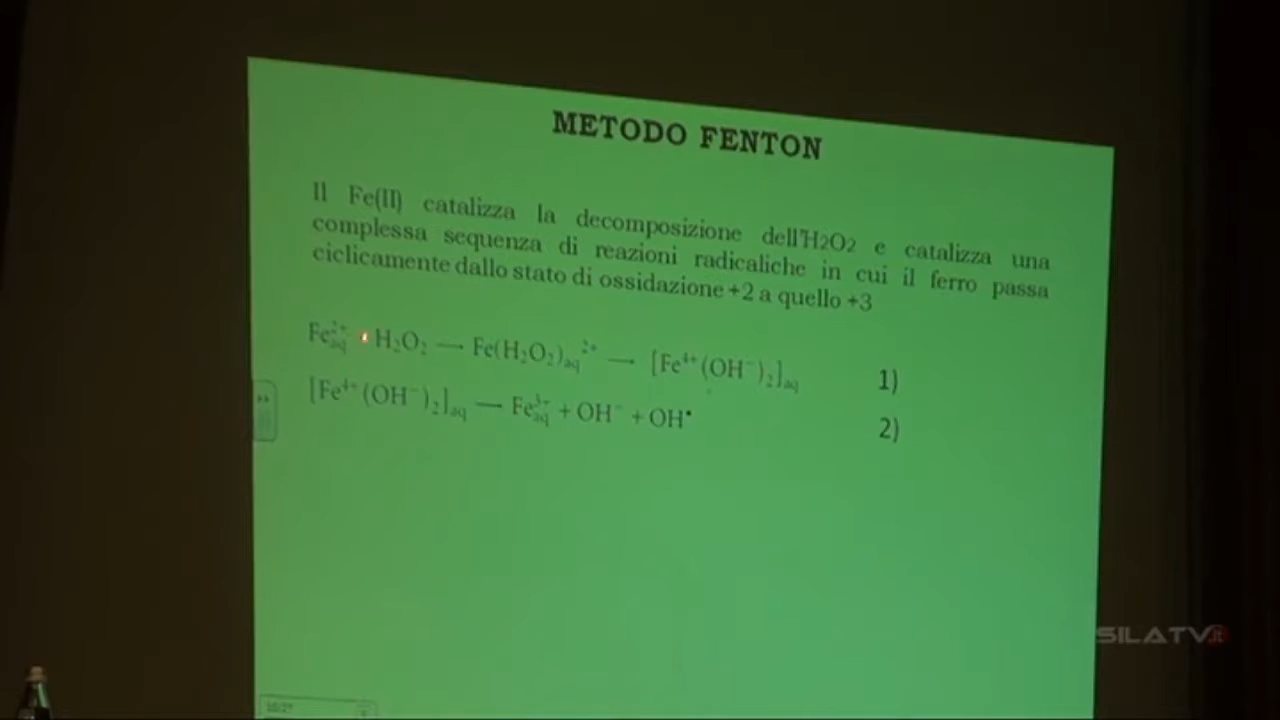 METODO FENTON
Il Fe(II) catalizza la decomposizione dell'H2O2 e catalizza una
complessa sequenza di reazioni radicaliche in cui il ferro passa
ciclicamente dallo stato di ossidazione +2 a quello +3
Fe²⁺aq H₂O₂ — Fe(H₂O₂)aq²⁺ — [Fe⁴⁺(OH⁻)₂]aq 1)
[Fe⁴⁺(OH⁻)₂]aq — Fe³⁺aq + OH⁻ + OH• 2)
SILATV.it